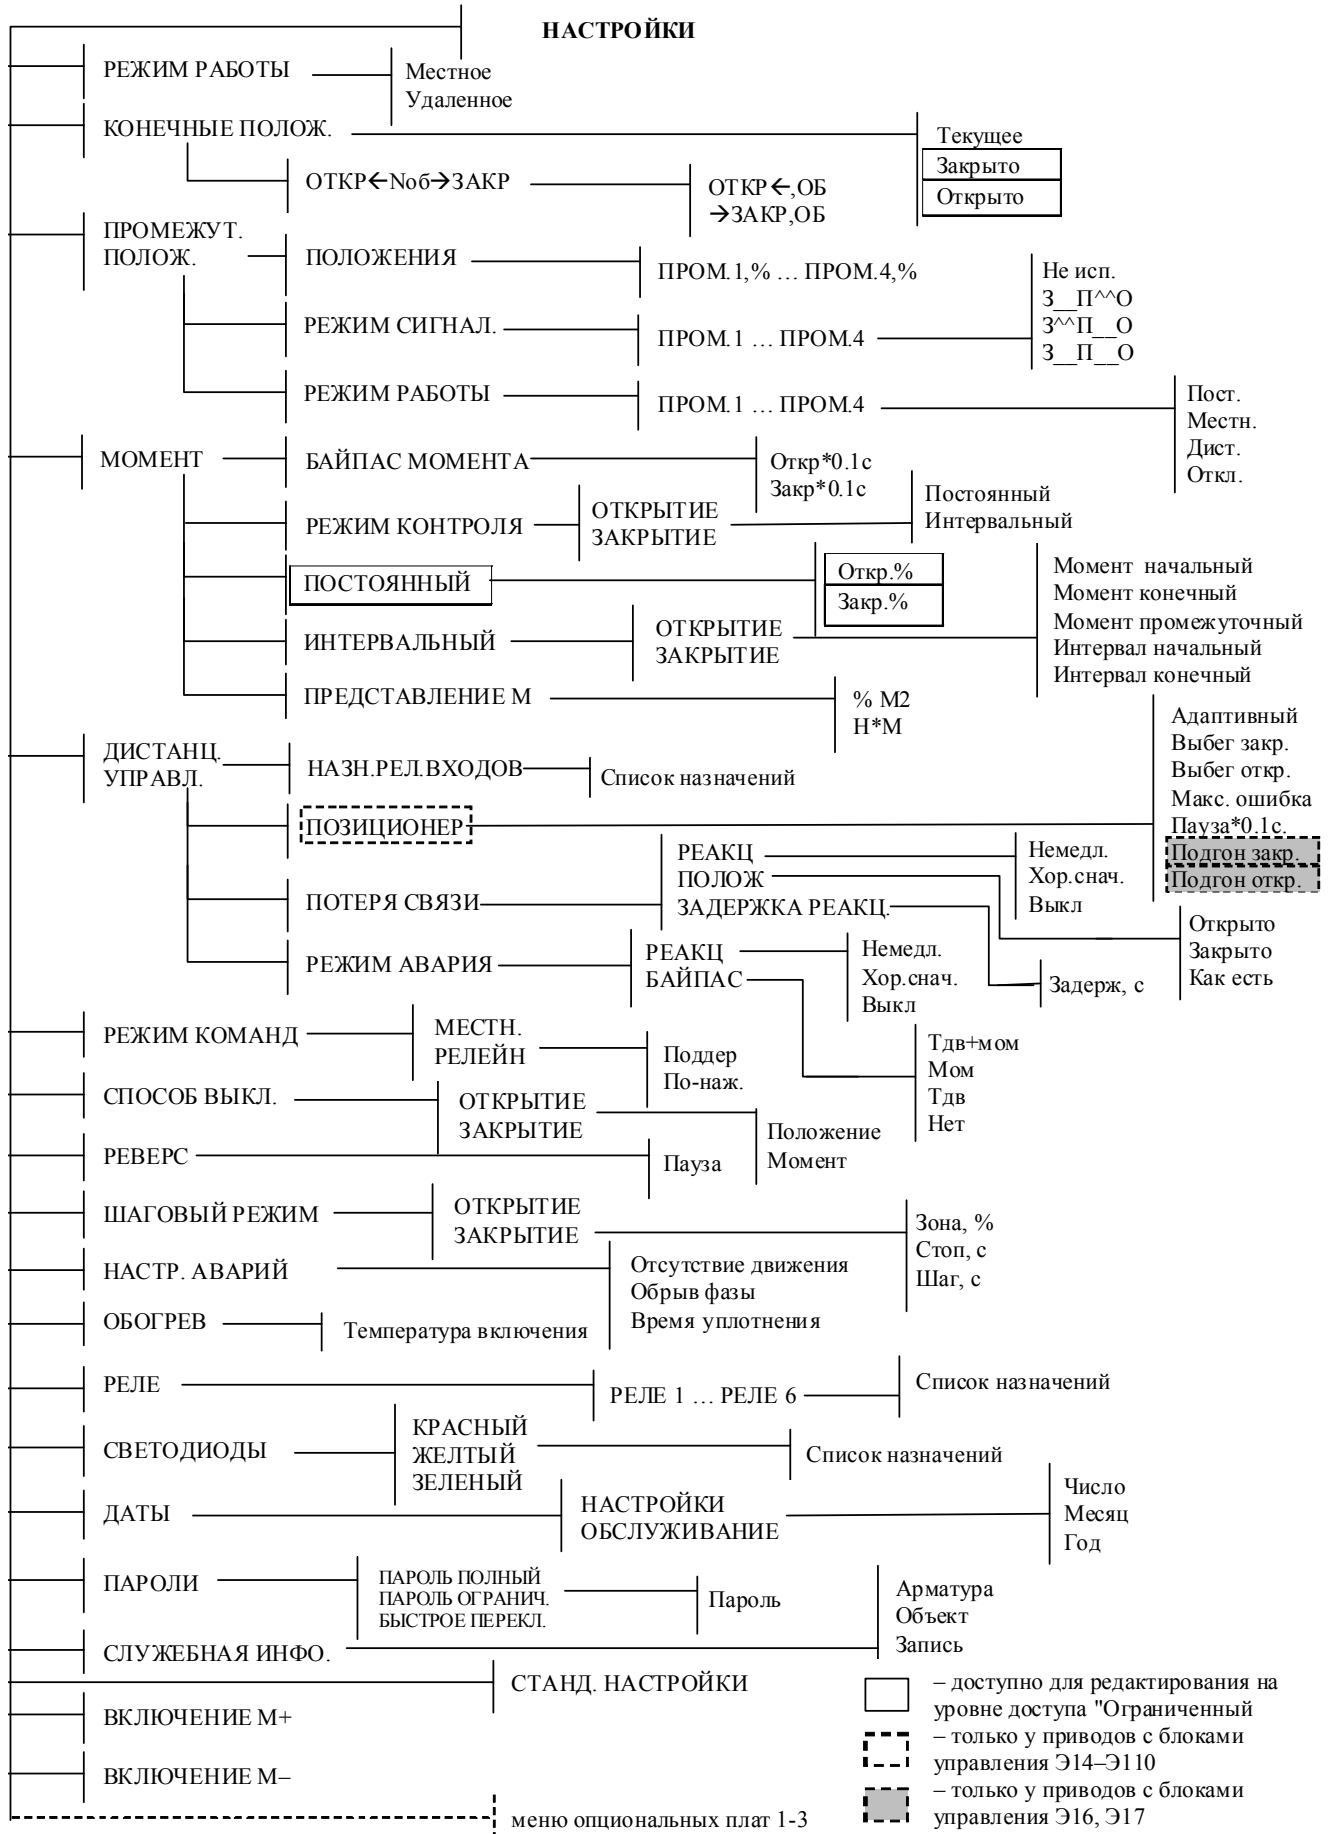 НАСТРОЙКИ
РЕЖИМ РАБОТЫ
Местное
Удаленное
КОНЕЧНЫЕ ПОЛОЖ.
Текущее
Закрыто
Открыто
ОТКР←Nоб→ЗАКР
ОТКР←,ОБ
→ЗАКР,ОБ
ПРОМЕЖУТ.
ПОЛОЖ.
ПОЛОЖЕНИЯ
ПРОМ.1,% … ПРОМ.4,%
РЕЖИМ СИГНАЛ.
ПРОМ.1 … ПРОМ.4
Не исп.
З__П^^О
З^^П__О
З__П__О
РЕЖИМ РАБОТЫ
ПРОМ.1 … ПРОМ.4
Пост.
Местн.
Дист.
Откл.
МОМЕНТ
БАЙПАС МОМЕНТА
Откр*0.1с
Закр*0.1с
РЕЖИМ КОНТРОЛЯ
ОТКРЫТИЕ
ЗАКРЫТИЕ
Постоянный
Интервальный
ПОСТОЯННЫЙ
Откр.%
Закр.%
ИНТЕРВАЛЬНЫЙ
ОТКРЫТИЕ
ЗАКРЫТИЕ
Момент начальный
Момент конечный
Момент промежуточный
Интервал начальный
Интервал конечный
ПРЕДСТАВЛЕНИЕ М
% М2
Н*М
ДИСТАНЦ.
УПРАВЛ.
НАЗН.РЕЛ.ВХОДОВ
Список назначений
ПОЗИЦИОНЕР
Адаптивный
Выбег закр.
Выбег откр.
Макс. ошибка
Пауза*0.1с.
Подгон закр.
Подгон откр.
ПОТЕРЯ СВЯЗИ
РЕАКЦ
ПОЛОЖ
ЗАДЕРЖКА РЕАКЦ.
Немедл.
Хор.снач.
Выкл
Открыто
Закрыто
Как есть
Задерж, с
РЕЖИМ АВАРИЯ
РЕАКЦ
БАЙПАС
Немедл.
Хор.снач.
Выкл
Тдв+мом
Мом
Тдв
Нет
РЕЖИМ КОМАНД
МЕСТН.
РЕЛЕЙН
Поддер
По-наж.
СПОСОБ ВЫКЛ.
ОТКРЫТИЕ
ЗАКРЫТИЕ
Положение
Момент
РЕВЕРС
Пауза
ШАГОВЫЙ РЕЖИМ
ОТКРЫТИЕ
ЗАКРЫТИЕ
Зона, %
Стоп, с
Шаг, с
НАСТР. АВАРИЙ
Отсутствие движения
Обрыв фазы
Время уплотнения
ОБОГРЕВ
Температура включения
РЕЛЕ
РЕЛЕ 1 … РЕЛЕ 6
Список назначений
СВЕТОДИОДЫ
КРАСНЫЙ
ЖЕЛТЫЙ
ЗЕЛЕНЫЙ
Список назначений
ДАТЫ
НАСТРОЙКИ
ОБСЛУЖИВАНИЕ
Число
Месяц
Год
ПАРОЛИ
ПАРОЛЬ ПОЛНЫЙ
ПАРОЛЬ ОГРАНИЧ.
БЫСТРОЕ ПЕРЕКЛ.
Пароль
СЛУЖЕБНАЯ ИНФО.
Арматура
Объект
Запись
СТАНД. НАСТРОЙКИ
ВКЛЮЧЕНИЕ М+
ВКЛЮЧЕНИЕ М–
меню опциональных плат 1-3
– доступно для редактирования на
уровне доступа "Ограниченный
– только у приводов с блоками
управления Э14–Э110
– только у приводов с блоками
управления Э16, Э17